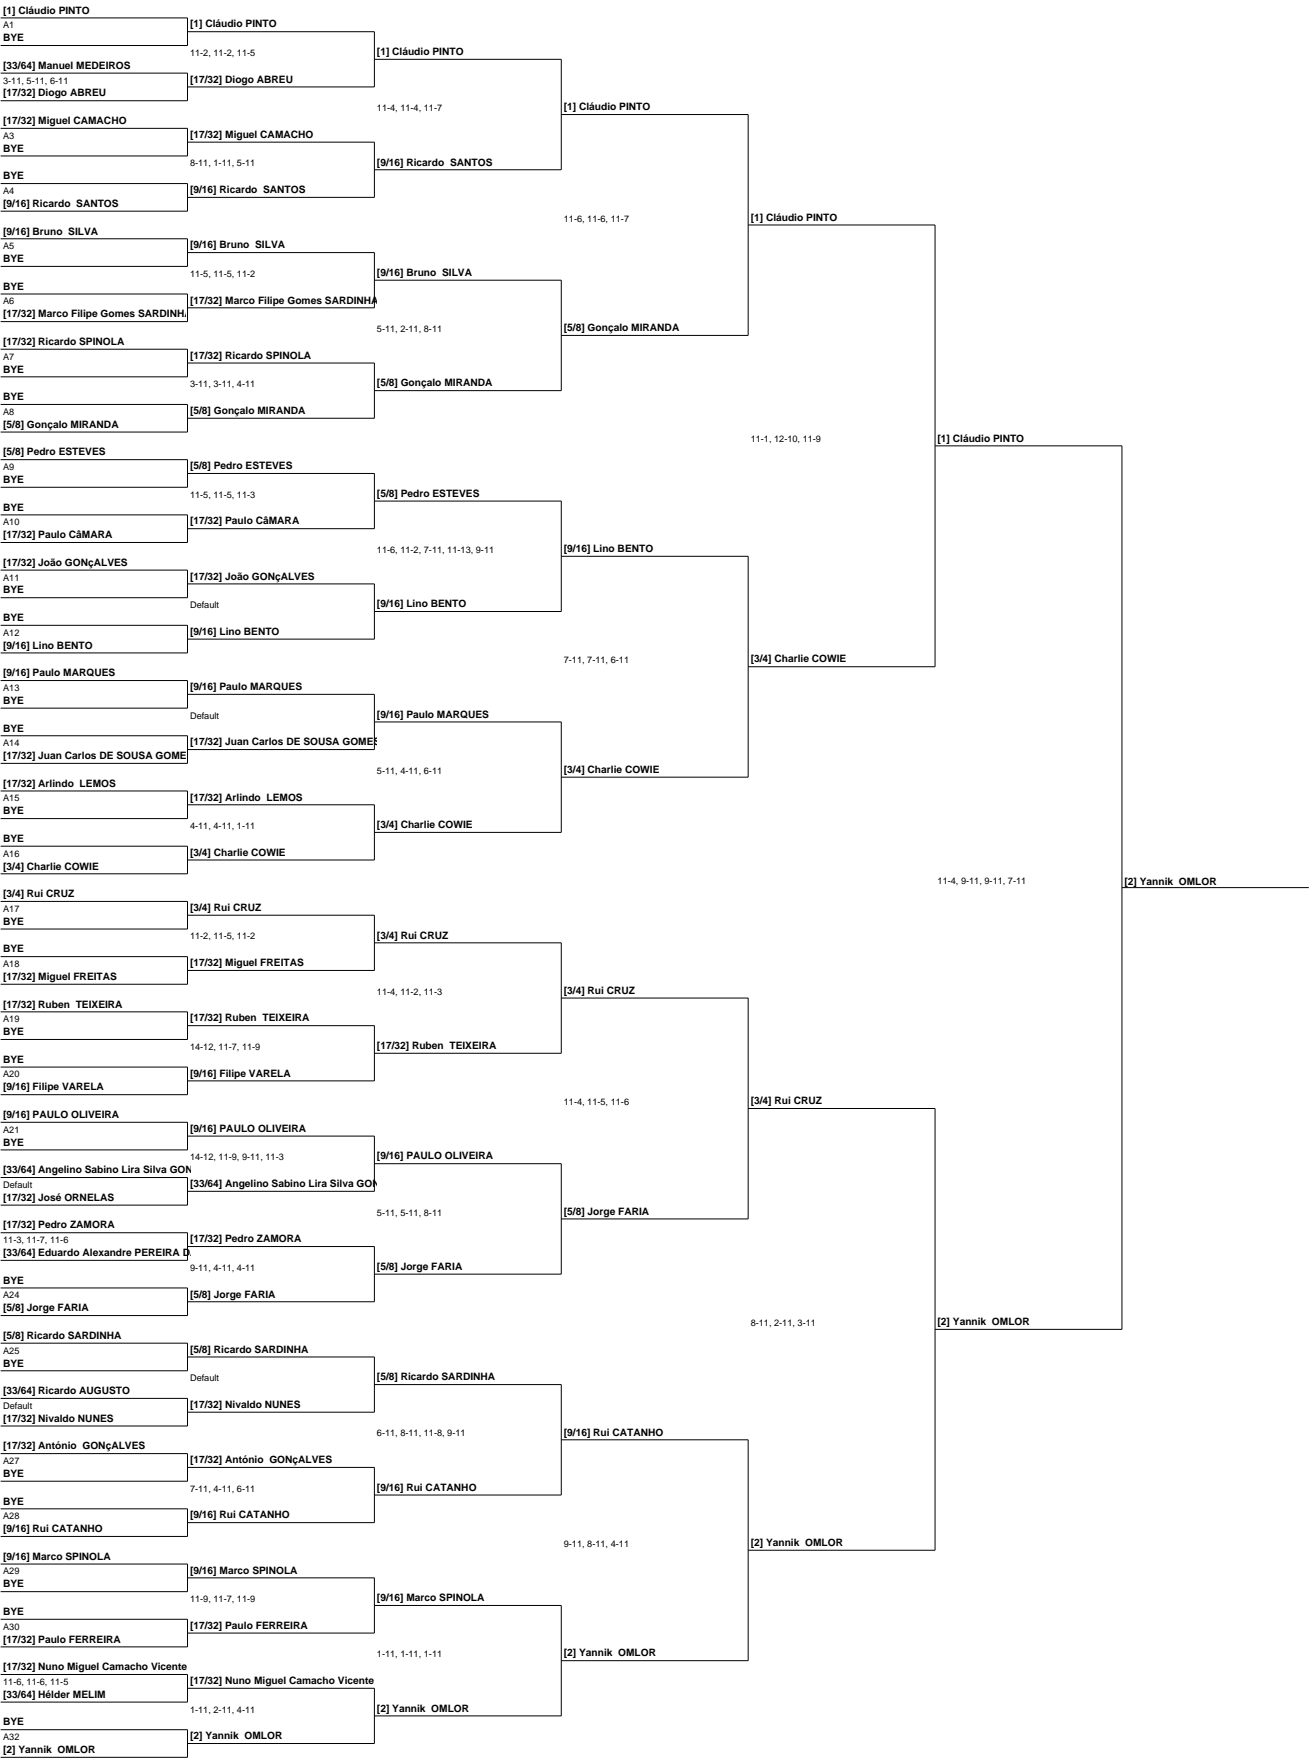 [1] Cláudio PINTO
A1
BYE
[33/64] Manuel MEDEIROS
3-11, 5-11, 6-11
[17/32] Diogo ABREU
[17/32] Miguel CAMACHO
A3
BYE
BYE
A4
[9/16] Ricardo SANTOS
[9/16] Bruno SILVA
A5
BYE
BYE
A6
[17/32] Marco Filipe Gomes SARDINH
[17/32] Ricardo SPINOLA
A7
BYE
BYE
A8
[5/8] Gonçalo MIRANDA
[5/8] Pedro ESTEVES
A9
BYE
BYE
A10
[17/32] Paulo CâMARA
[17/32] João GONçALVES
A11
BYE
BYE
A12
[9/16] Lino BENTO
[9/16] Paulo MARQUES
A13
BYE
BYE
A14
[17/32] Juan Carlos DE SOUSA GOME
[17/32] Arlindo LEMOS
A15
BYE
BYE
A16
[3/4] Charlie COWIE
[3/4] Rui CRUZ
A17
BYE
BYE
A18
[17/32] Miguel FREITAS
[17/32] Ruben TEIXEIRA
A19
BYE
BYE
A20
[9/16] Filipe VARELA
[9/16] PAULO OLIVEIRA
A21
BYE
[33/64] Angelino Sabino Lira Silva GON
Default
[17/32] José ORNELAS
[17/32] Pedro ZAMORA
11-3, 11-7, 11-6
[33/64] Eduardo Alexandre PEREIRA D
BYE
A24
[5/8] Jorge FARIA
[5/8] Ricardo SARDINHA
A25
BYE
[33/64] Ricardo AUGUSTO
Default
[17/32] Nivaldo NUNES
[17/32] António GONçALVES
A27
BYE
BYE
A28
[9/16] Rui CATANHO
[9/16] Marco SPINOLA
A29
BYE
BYE
A30
[17/32] Paulo FERREIRA
[17/32] Nuno Miguel Camacho Vicente
11-6, 11-6, 11-5
[33/64] Hélder MELIM
BYE
A32
[2] Yannik OMLOR
[1] Cláudio PINTO
11-2, 11-2, 11-5
[17/32] Diogo ABREU
[17/32] Miguel CAMACHO
8-11, 1-11, 5-11
[9/16] Ricardo SANTOS
[9/16] Bruno SILVA
11-5, 11-5, 11-2
[17/32] Marco Filipe Gomes SARDINHA
[17/32] Ricardo SPINOLA
3-11, 3-11, 4-11
[5/8] Gonçalo MIRANDA
[5/8] Pedro ESTEVES
11-5, 11-5, 11-3
[17/32] Paulo CâMARA
[17/32] João GONçALVES
Default
[9/16] Lino BENTO
[9/16] Paulo MARQUES
Default
[17/32] Juan Carlos DE SOUSA GOMES
[17/32] Arlindo LEMOS
4-11, 4-11, 1-11
[3/4] Charlie COWIE
[3/4] Rui CRUZ
11-2, 11-5, 11-2
[17/32] Miguel FREITAS
[17/32] Ruben TEIXEIRA
14-12, 11-7, 11-9
[9/16] Filipe VARELA
[9/16] PAULO OLIVEIRA
14-12, 11-9, 9-11, 11-3
[33/64] Angelino Sabino Lira Silva GON
[17/32] Pedro ZAMORA
9-11, 4-11, 4-11
[5/8] Jorge FARIA
[5/8] Ricardo SARDINHA
Default
[17/32] Nivaldo NUNES
[17/32] António GONçALVES
7-11, 4-11, 6-11
[9/16] Rui CATANHO
[9/16] Marco SPINOLA
11-9, 11-7, 11-9
[17/32] Paulo FERREIRA
[17/32] Nuno Miguel Camacho Vicente
1-11, 2-11, 4-11
[2] Yannik OMLOR
[1] Cláudio PINTO
11-4, 11-4, 11-7
[9/16] Ricardo SANTOS
[9/16] Bruno SILVA
5-11, 2-11, 8-11
[5/8] Gonçalo MIRANDA
[5/8] Pedro ESTEVES
11-6, 11-2, 7-11, 11-13, 9-11
[9/16] Lino BENTO
[9/16] Paulo MARQUES
5-11, 4-11, 6-11
[3/4] Charlie COWIE
[3/4] Rui CRUZ
11-4, 11-2, 11-3
[17/32] Ruben TEIXEIRA
[9/16] PAULO OLIVEIRA
5-11, 5-11, 8-11
[5/8] Jorge FARIA
[5/8] Ricardo SARDINHA
6-11, 8-11, 11-8, 9-11
[9/16] Rui CATANHO
[9/16] Marco SPINOLA
1-11, 1-11, 1-11
[2] Yannik OMLOR
[1] Cláudio PINTO
11-6, 11-6, 11-7
[5/8] Gonçalo MIRANDA
[9/16] Lino BENTO
7-11, 7-11, 6-11
[3/4] Charlie COWIE
[3/4] Rui CRUZ
11-4, 11-5, 11-6
[5/8] Jorge FARIA
[9/16] Rui CATANHO
9-11, 8-11, 4-11
[2] Yannik OMLOR
[1] Cláudio PINTO
11-1, 12-10, 11-9
[3/4] Charlie COWIE
[3/4] Rui CRUZ
8-11, 2-11, 3-11
[2] Yannik OMLOR
[1] Cláudio PINTO
11-4, 9-11, 9-11, 7-11
[2] Yannik OMLOR
[2] Yannik OMLOR